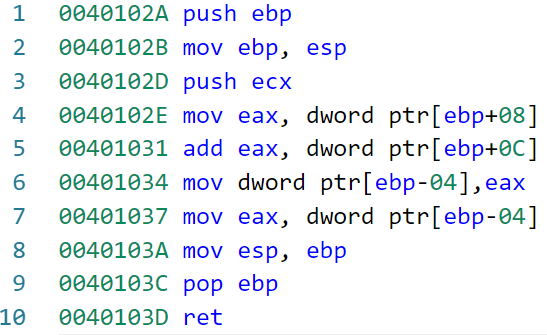 1 0040102A push ebp
2 0040102B mov ebp, esp
3 0040102D push ecx
4 0040102E mov eax, dword ptr[ebp+08]
5 00401031 add eax, dword ptr[ebp+0C]
6 00401034 mov dword ptr[ebp-04],eax
7 00401037 mov eax, dword ptr[ebp-04]
8 0040103A mov esp, ebp
9 0040103C pop ebp
10 0040103D ret